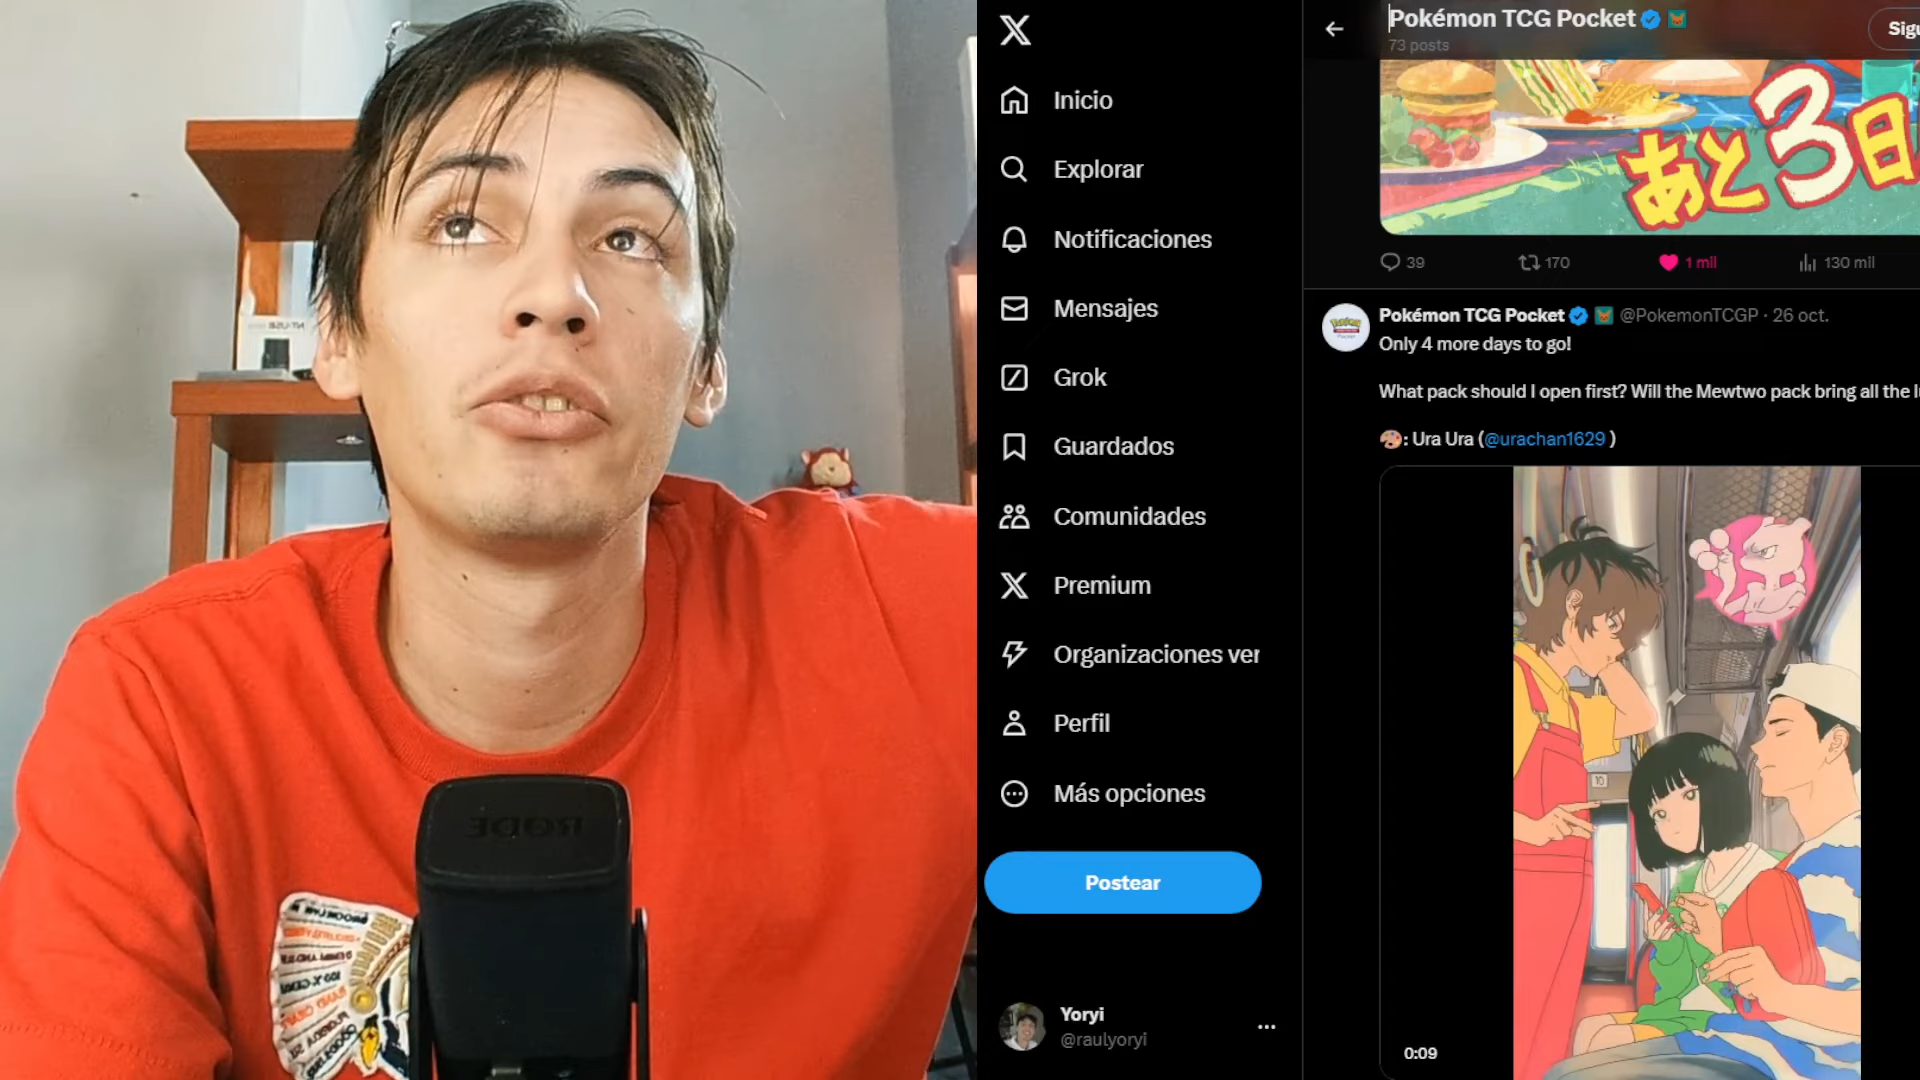 Inicio
Explorar
Notificaciones
Mensajes
Grok
Guardados
Comunidades
Premium
Organizaciones ver
Perfil
Más opciones
Postear
Yoryi
@raulyoryi
Pokémon TCG Pocket
73 posts
Sigu
あと3日
39
170
1 mil
130 mil
Pokémon TCG Pocket @PokemonTCGP · 26 oct.
Only 4 more days to go!
What pack should I open first? Will the Mewtwo pack bring all the l
🎨: Ura Ura (@urachan1629 )
10
0:09
RODE